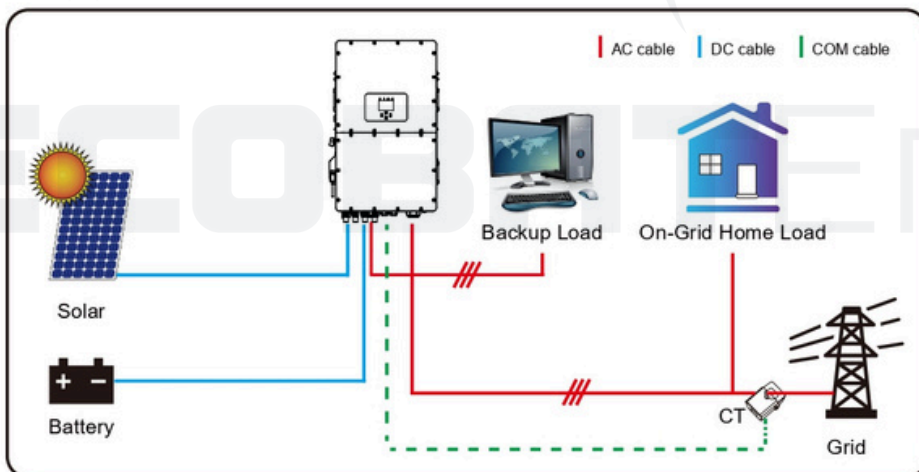 AC cable
DC cable
COM cable
Backup Load
On-Grid Home Load
Solar
Battery
CT
Grid